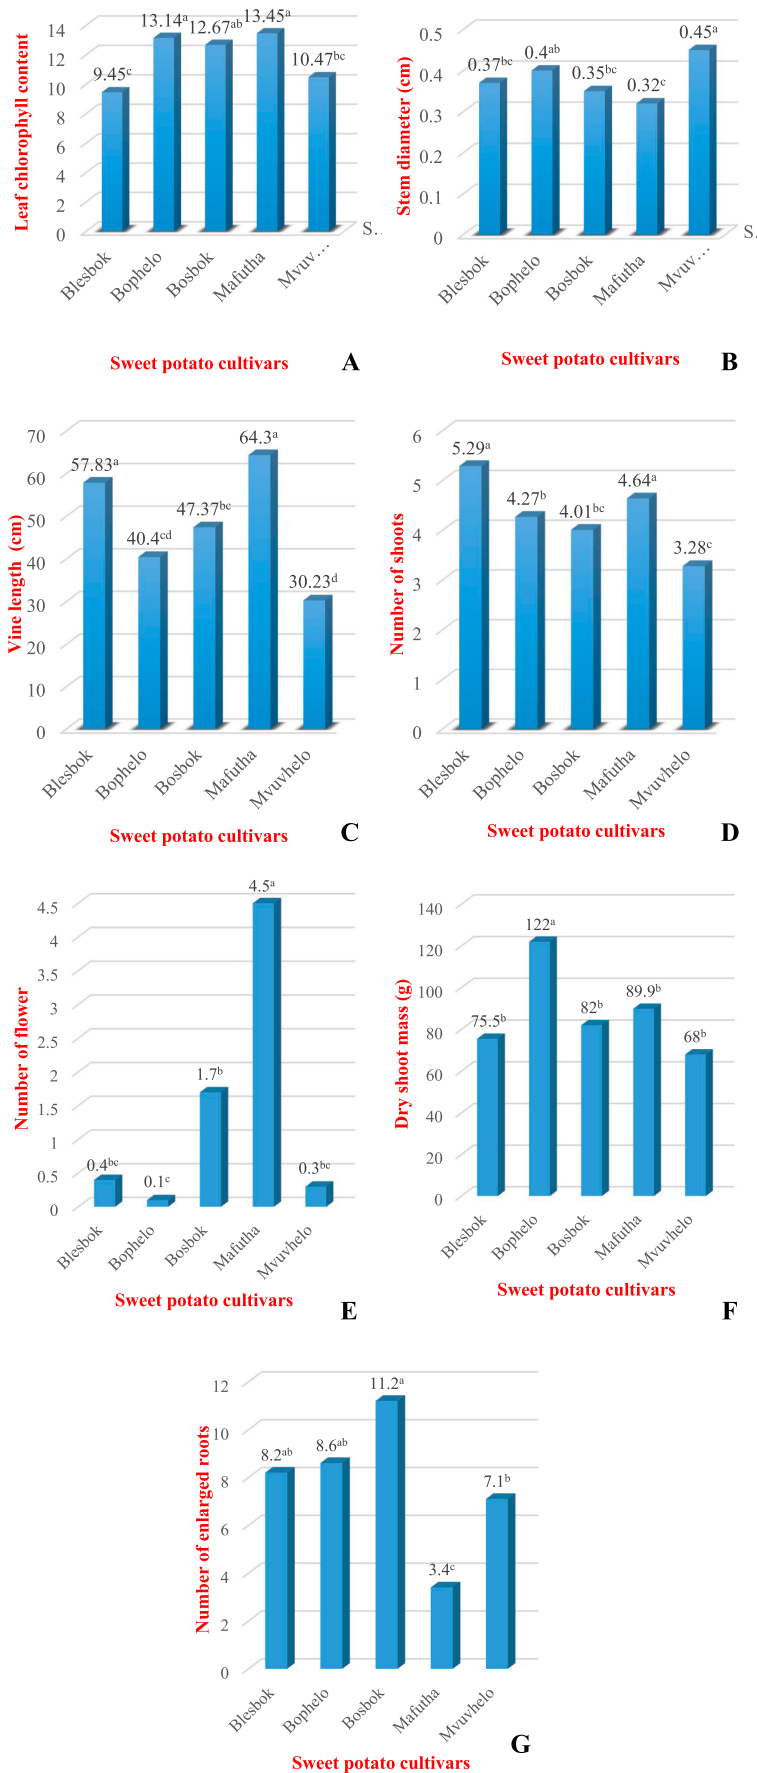 Leaf chlorophyll content
14
12
10
8
6
4
2
0
9.45ᶜ
13.14ᵃ
12.67ᵃᵇ
13.45ᵃ
10.47ᵇᶜ
S..
Blesbok
Bophelo
Bosbok
Mafutha
Mvuv…
Sweet potato cultivars
A
Stem diameter (cm)
0.5
0.4
0.3
0.2
0.1
0
0.37ᵇᶜ
0.4ᵃᵇ
0.35ᵇᶜ
0.32ᶜ
0.45ᵃ
S.
Blesbok
Bophelo
Bosbok
Mafutha
Mvuv…
Sweet potato cultivars
B
Vine length (cm)
70
60
50
40
30
20
10
0
57.83ᵃ
40.4ᶜᵈ
47.37ᵇᶜ
64.3ᵃ
30.23ᵈ
Blesbok
Bophelo
Bosbok
Mafutha
Mvuvhelo
Sweet potato cultivars
C
Number of shoots
6
5
4
3
2
1
0
5.29ᵃ
4.27ᵇ
4.01ᵇᶜ
4.64ᵃ
3.28ᶜ
Blesbok
Bophelo
Bosbok
Mafutha
Mvuvhelo
Sweet potato cultivars
D
Number of flower
4.5
4
3.5
3
2.5
2
1.5
1
0.5
0
0.4ᵇᶜ
0.1ᶜ
1.7ᵇ
4.5ᵃ
0.3ᵇᶜ
Blesbok
Bophelo
Bosbok
Mafutha
Mvuvhelo
Sweet potato cultivars
E
Dry shoot mass (g)
140
120
100
80
60
40
20
0
75.5ᵇ
122ᵃ
82ᵇ
89.9ᵇ
68ᵇ
Blesbok
Bophelo
Bosbok
Mafutha
Mvuvhelo
Sweet potato cultivars
F
Number of enlarged roots
12
10
8
6
4
2
0
8.2ᵃᵇ
8.6ᵃᵇ
11.2ᵃ
3.4ᶜ
7.1ᵇ
Blesbok
Bophelo
Bosbok
Mafutha
Mvuvhelo
Sweet potato cultivars
G